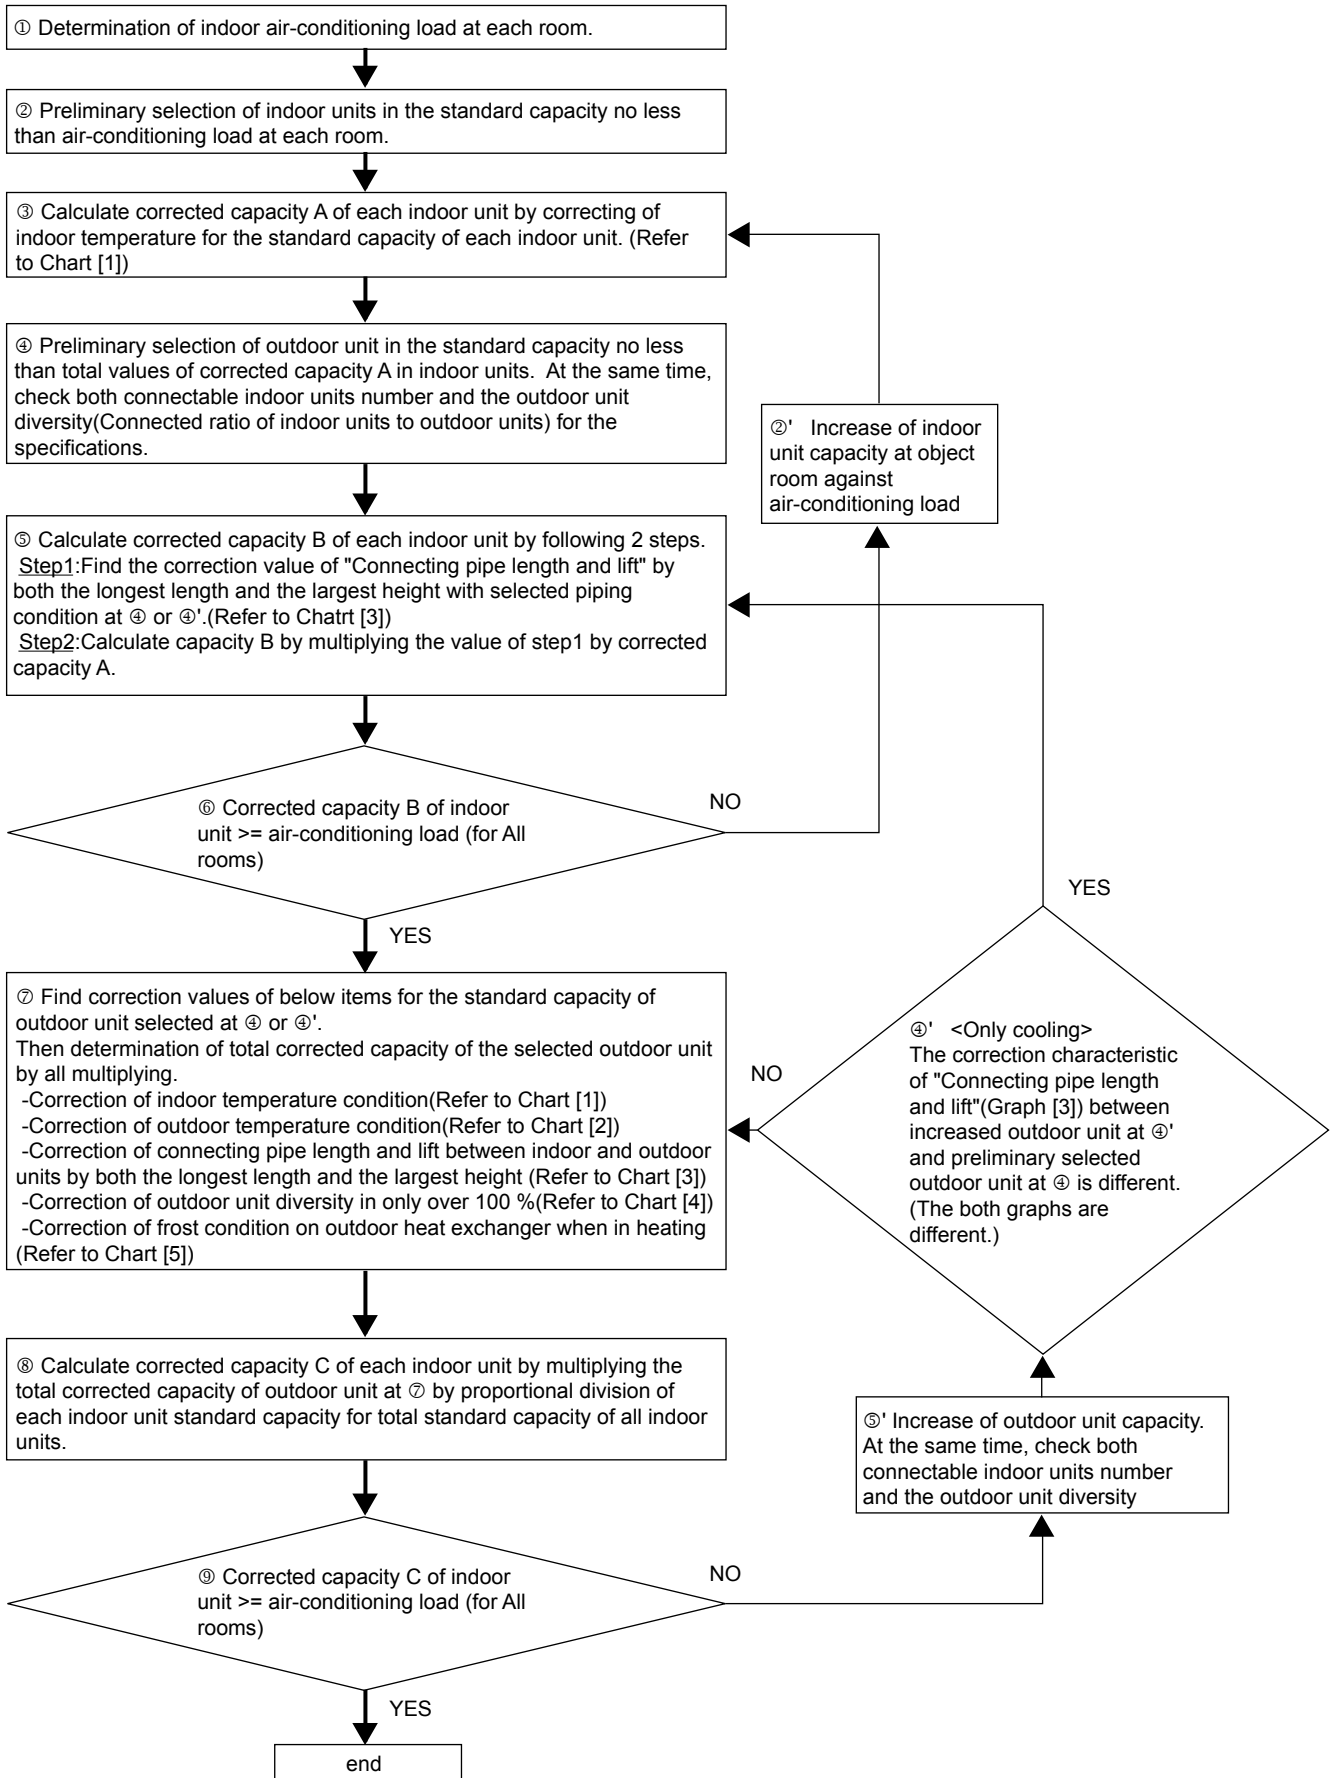 ① Determination of indoor air-conditioning load at each room.
② Preliminary selection of indoor units in the standard capacity no less
than air-conditioning load at each room.
③ Calculate corrected capacity A of each indoor unit by correcting of
indoor temperature for the standard capacity of each indoor unit. (Refer
to Chart [1])
④ Preliminary selection of outdoor unit in the standard capacity no less
than total values of corrected capacity A in indoor units.  At the same time,
check both connectable indoor units number and the outdoor unit
diversity(Connected ratio of indoor units to outdoor units) for the
specifications.
②'   Increase of indoor
unit capacity at object
room against
air-conditioning load
⑤ Calculate corrected capacity B of each indoor unit by following 2 steps.
Step1:Find the correction value of "Connecting pipe length and lift" by
both the longest length and the largest height with selected piping
condition at ④ or ④'.(Refer to Chatrt [3])
Step2:Calculate capacity B by multiplying the value of step1 by corrected
capacity A.
⑥ Corrected capacity B of indoor
unit >= air-conditioning load (for All
rooms)
NO
YES
YES
⑦ Find correction values of below items for the standard capacity of
outdoor unit selected at ④ or ④'.
Then determination of total corrected capacity of the selected outdoor unit
by all multiplying.
-Correction of indoor temperature condition(Refer to Chart [1])
-Correction of outdoor temperature condition(Refer to Chart [2])
-Correction of connecting pipe length and lift between indoor and outdoor
units by both the longest length and the largest height (Refer to Chart [3])
-Correction of outdoor unit diversity in only over 100 %(Refer to Chart [4])
-Correction of frost condition on outdoor heat exchanger when in heating
(Refer to Chart [5])
NO
④'   <Only cooling>
The correction characteristic
of "Connecting pipe length
and lift"(Graph [3]) between
increased outdoor unit at ④'
and preliminary selected
outdoor unit at ④ is different.
(The both graphs are
different.)
⑧ Calculate corrected capacity C of each indoor unit by multiplying the
total corrected capacity of outdoor unit at ⑦ by proportional division of
each indoor unit standard capacity for total standard capacity of all indoor
units.
⑤' Increase of outdoor unit capacity.
At the same time, check both
connectable indoor units number
and the outdoor unit diversity
⑨ Corrected capacity C of indoor
unit >= air-conditioning load (for All
rooms)
NO
YES
end